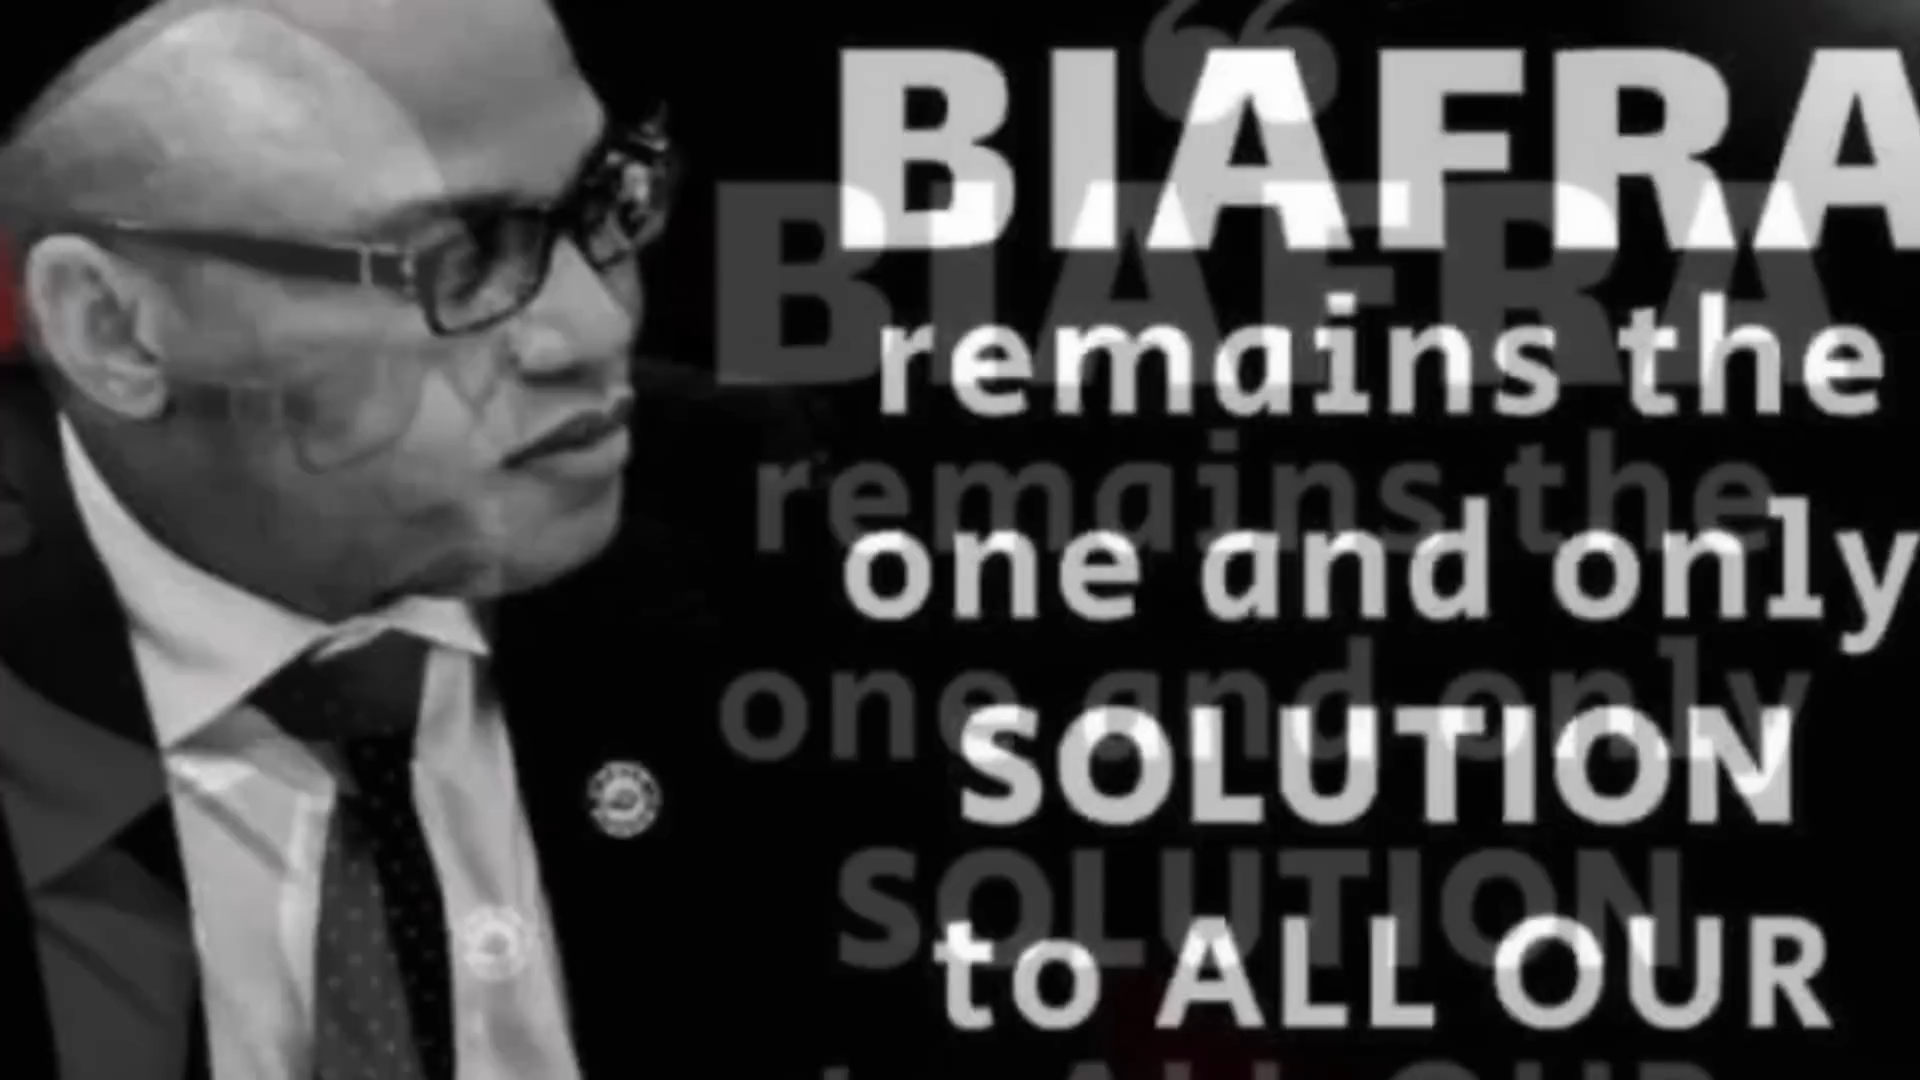 BIAFRA
remains the
one and only
SOLUTION
to ALL OUR